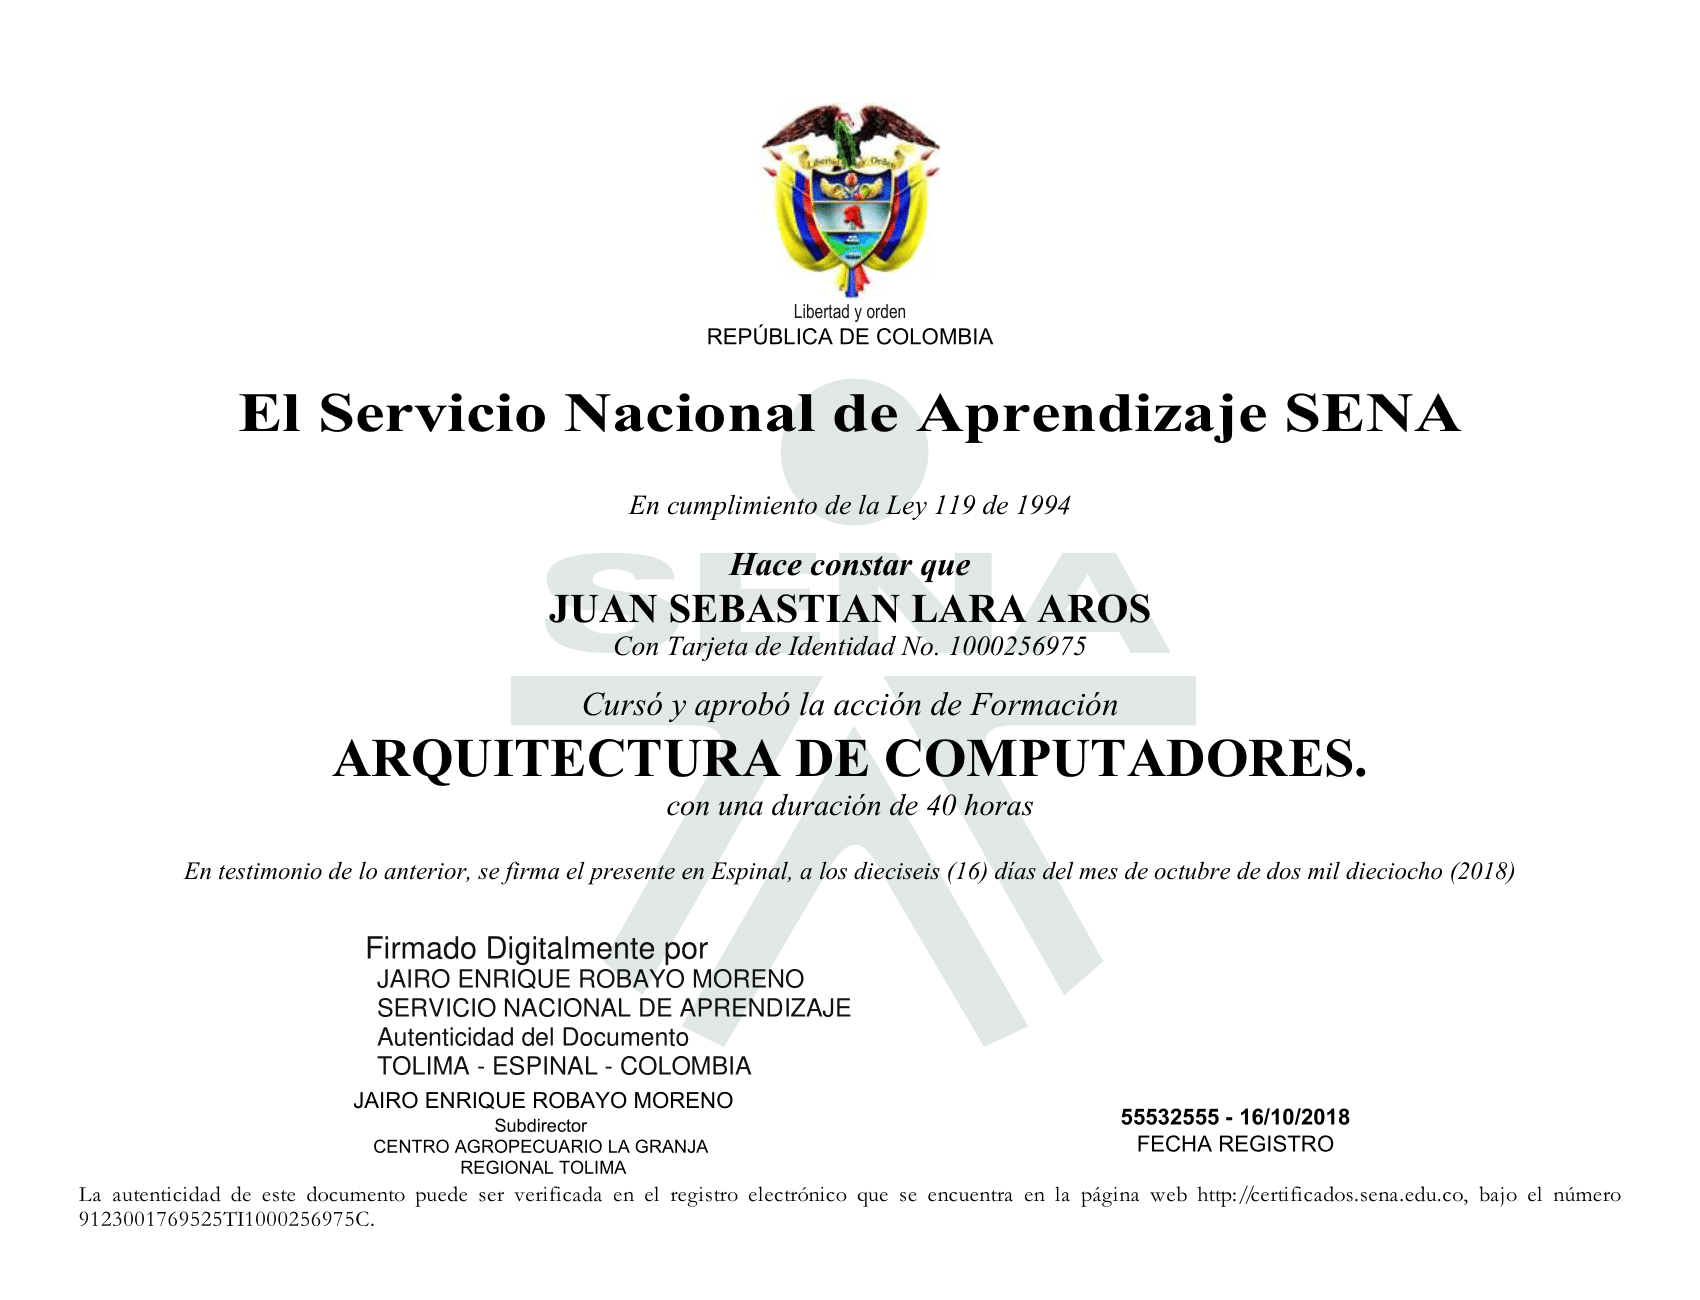 Libertad y Orden
Libertad y orden
REPÚBLICA DE COLOMBIA
El Servicio Nacional de Aprendizaje SENA
En cumplimiento de la Ley 119 de 1994
SENA
Hace constar que
JUAN SEBASTIAN LARA AROS
Con Tarjeta de Identidad No. 1000256975
Cursó y aprobó la acción de Formación
ARQUITECTURA DE COMPUTADORES.
con una duración de 40 horas
En testimonio de lo anterior, se firma el presente en Espinal, a los dieciseis (16) días del mes de octubre de dos mil dieciocho (2018)
Firmado Digitalmente por
JAIRO ENRIQUE ROBAYO MORENO
SERVICIO NACIONAL DE APRENDIZAJE
Autenticidad del Documento
TOLIMA - ESPINAL - COLOMBIA
JAIRO ENRIQUE ROBAYO MORENO
Subdirector
CENTRO AGROPECUARIO LA GRANJA
REGIONAL TOLIMA
55532555 - 16/10/2018
FECHA REGISTRO
La autenticidad de este documento puede ser verificada en el registro electrónico que se encuentra en la página web http://certificados.sena.edu.co, bajo el número
9123001769525TI1000256975C.